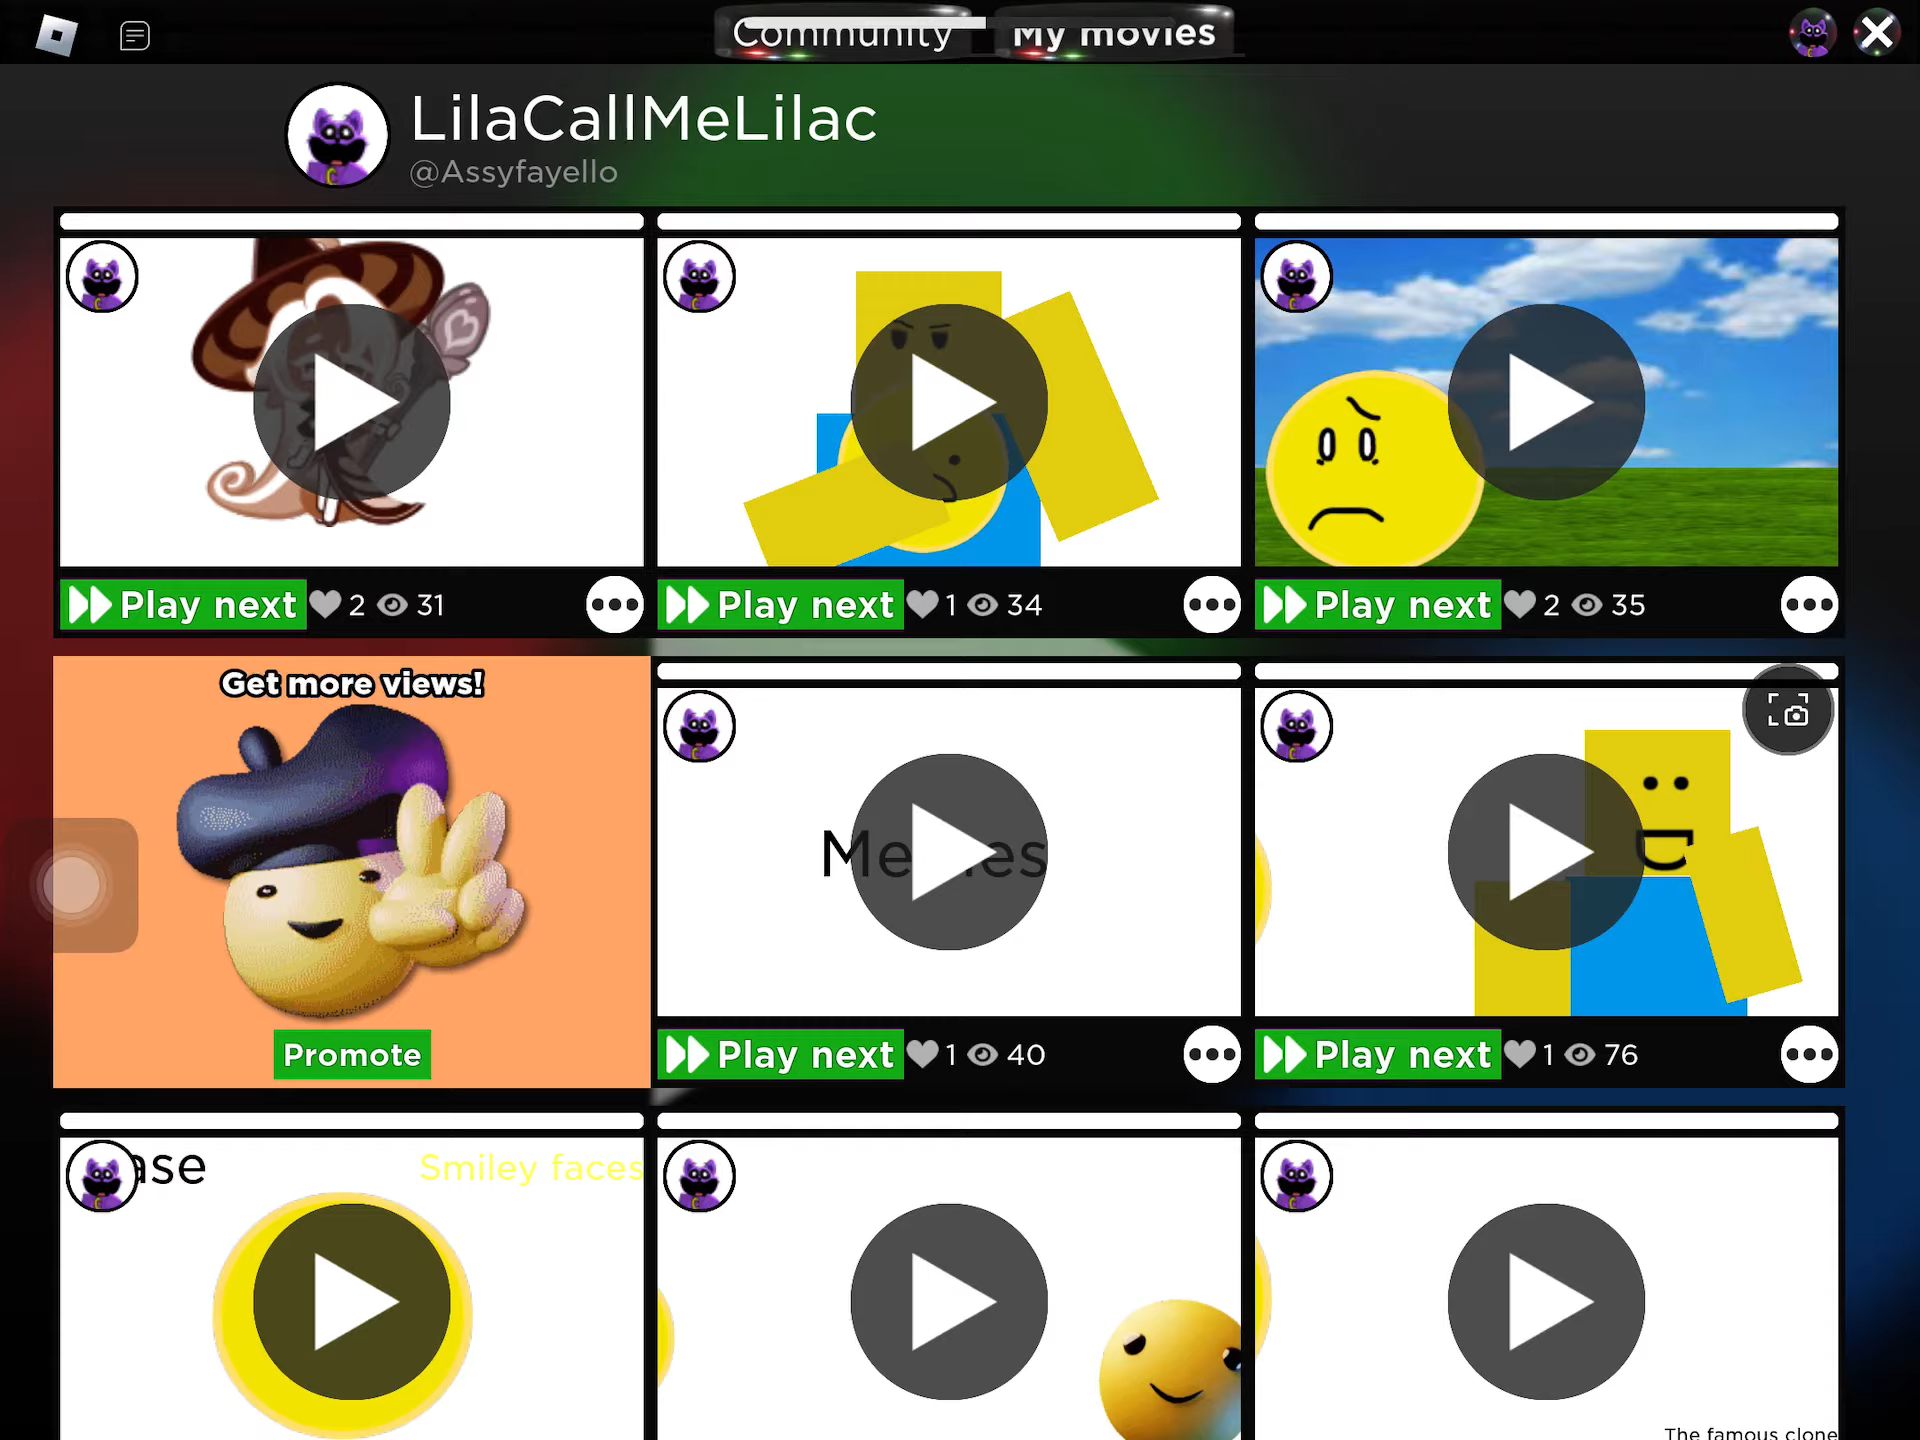 Community
My movies
LilaCallMeLilac
@Assyfayello
Play next 2 31
Play next 1 34
Play next 2 35
Get more views!
Promote
Play next 1 40
Play next 1 76
Smiley faces
The famous clone